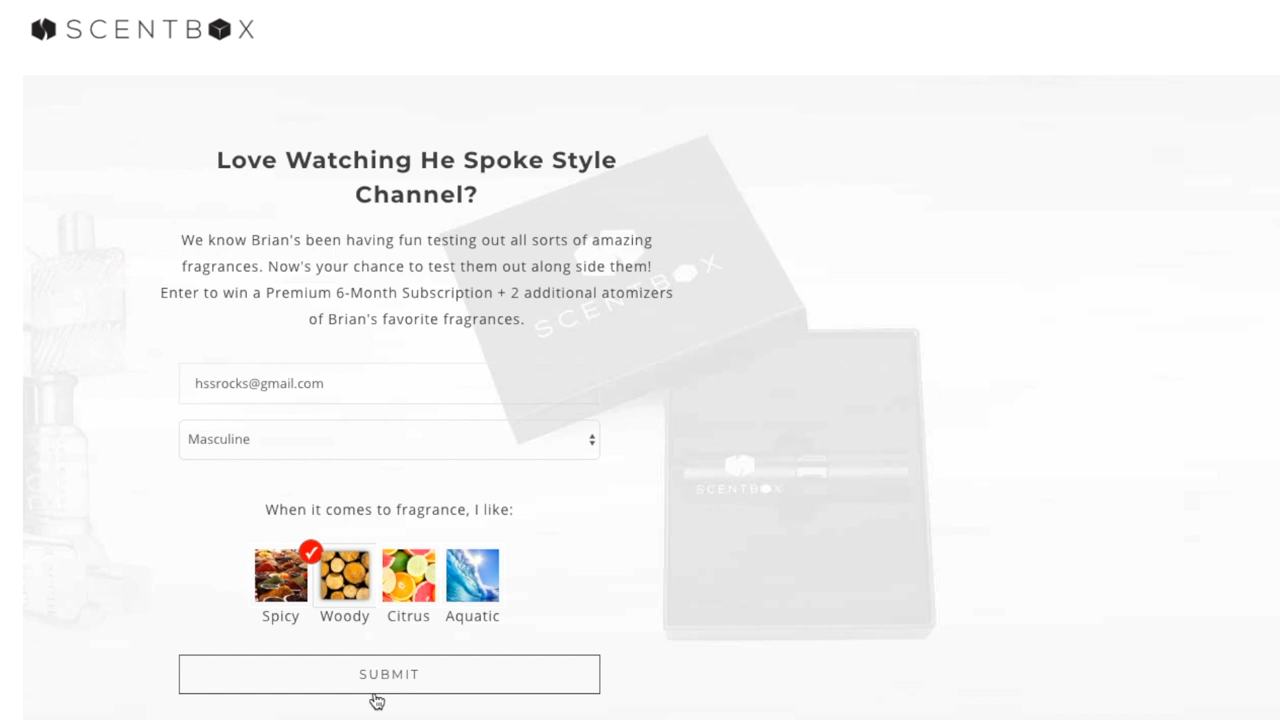 SCENTBOX
Love Watching He Spoke Style
Channel?
We know Brian's been having fun testing out all sorts of amazing
fragrances. Now's your chance to test them out along side them!
Enter to win a Premium 6-Month Subscription + 2 additional atomizers
of Brian's favorite fragrances.
SCENTBOX
hssrocks@gmail.com
Masculine
SCENTBOX
When it comes to fragrance, I like:
Spicy Woody Citrus Aquatic
SUBMIT